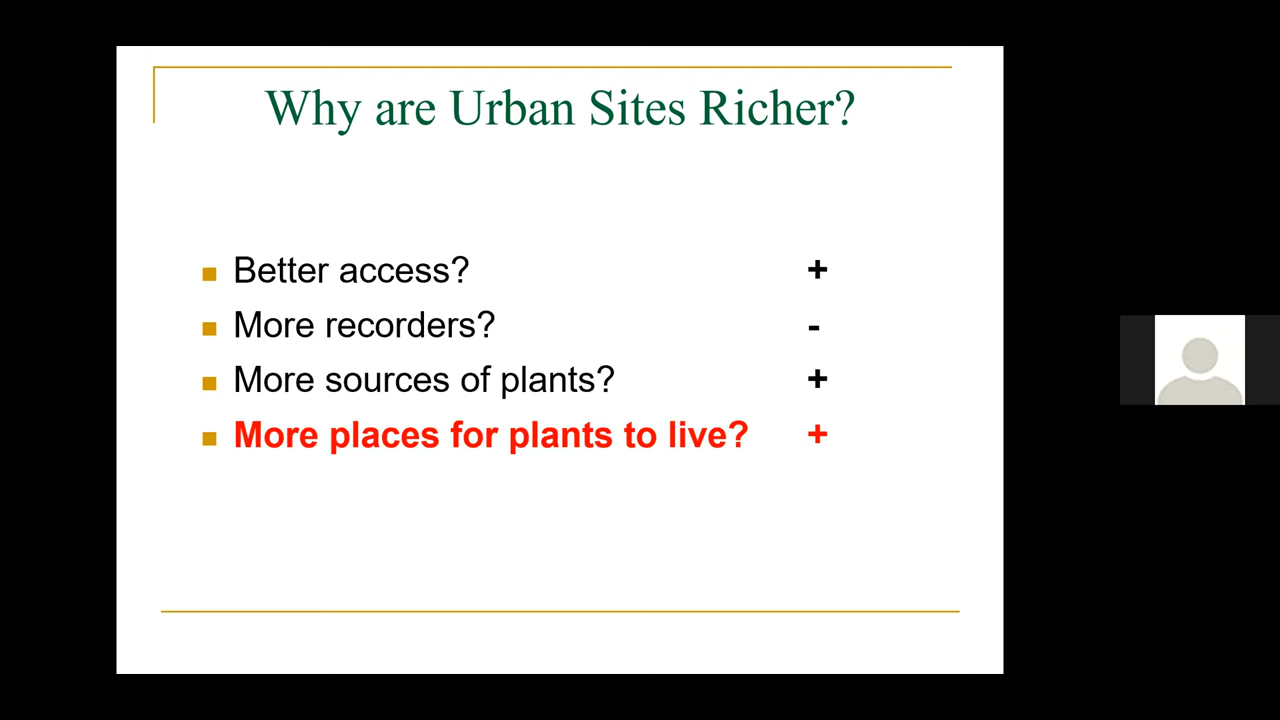 Why are Urban Sites Richer?
Better access? +
More recorders? -
More sources of plants? +
More places for plants to live? +